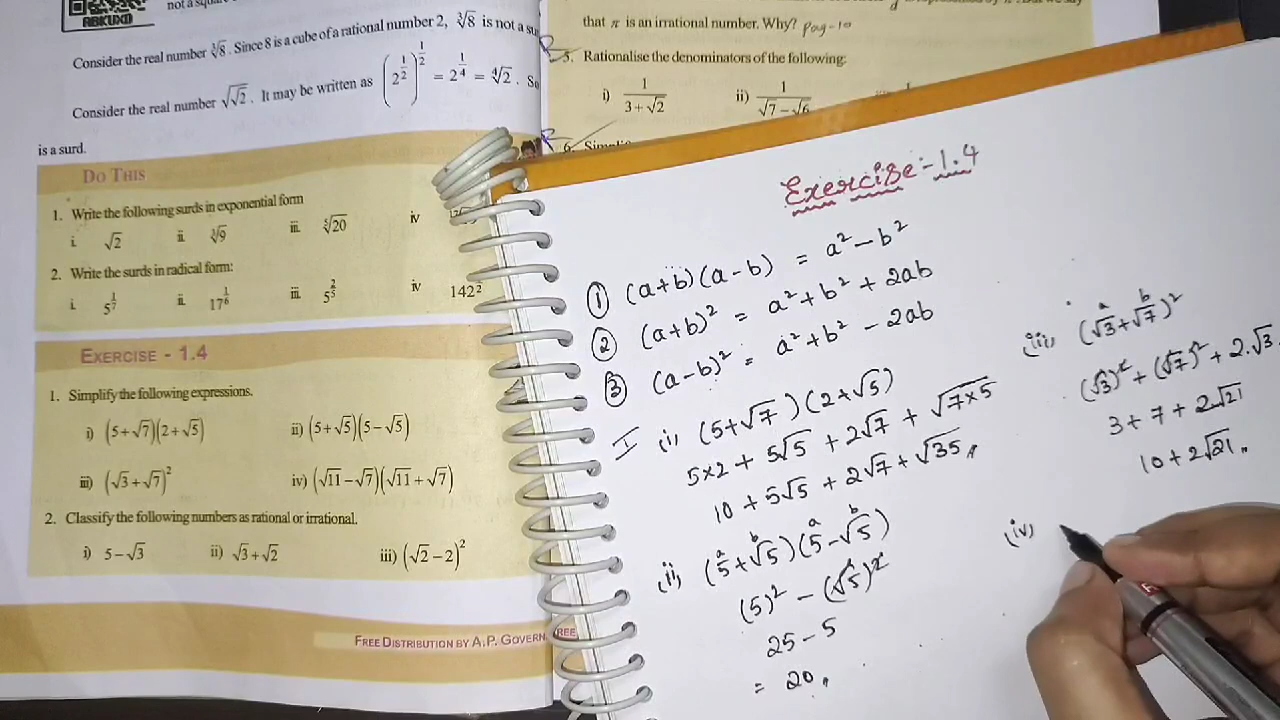 not a squ
ABKUXD
Consider the real number ∛8. Since 8 is a cube of a rational number 2, ∛8 is not a su
Consider the real number √√2. It may be written as (2^(1/2))^(1/2) = 2^(1/4) = ∜2. So
is a surd.
DO THIS
1. Write the following surds in exponential form
i. √2 ii. ∛9 iii. ⁵√20 iv
2. Write the surds in radical form:
i. 5^(1/7) ii. 17^(1/6) iii. 5^(2/5) iv 142^(1/2)
EXERCISE - 1.4
1. Simplify the following expressions.
i) (5+√7)(2+√5) ii) (5+√5)(5−√5)
iii) (√3+√7)² iv) (√11−√7)(√11+√7)
2. Classify the following numbers as rational or irrational.
i) 5−√3 ii) √3+√2 iii) (√2−2)²
FREE DISTRIBUTION BY A.P. GOVERN
FREE
that π is an irrational number. Why? pag-10
5. Rationalise the denominators of the following:
i) 1/(3+√2) ii) 1/(√7−√6)
6. Simpli
Exercise:-1.4
① (a+b)(a-b) = a²-b²
② (a+b)² = a²+b²+2ab
③ (a-b)² = a²+b²-2ab
I (i) (5+√7)(2+√5)
5×2+5√5+2√7+√7×5
10+5√5+2√7+√35
(ii) (5+√5)(5-√5)
a b a b
(5)²-(√5)²
25-5
= 20
(iii) (√3+√7)²
a b
(√3)²+(√7)²+2.√3.
3+7+2√21
10+2√21
(iv)